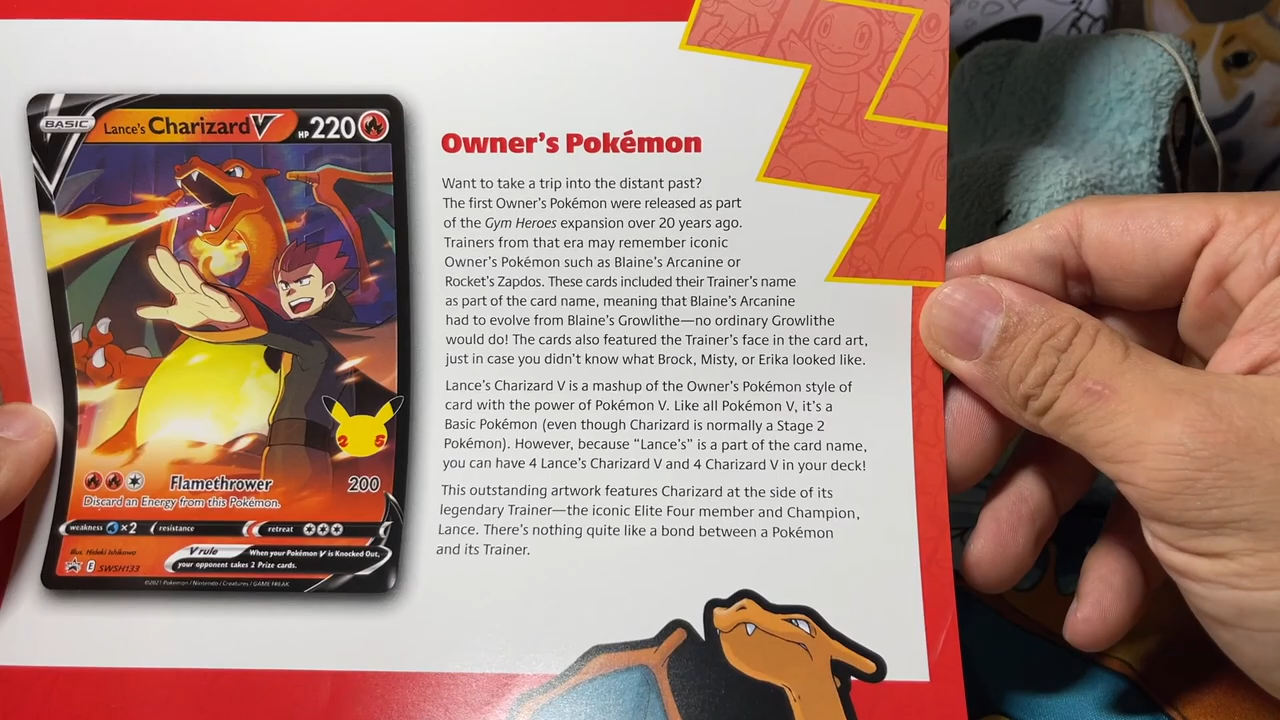 BASIC
Lance's Charizard V HP 220
Flamethrower 200
Discard an Energy from this Pokémon.
weakness ×2 resistance retreat
Illus. Hideki Ishikawa
V rule When your Pokémon V is Knocked Out,
your opponent takes 2 Prize cards.
E SWSH133
©2021 Pokémon / Nintendo / Creatures / GAME FREAK
25
Owner's Pokémon
Want to take a trip into the distant past?
The first Owner's Pokémon were released as part
of the Gym Heroes expansion over 20 years ago.
Trainers from that era may remember iconic
Owner's Pokémon such as Blaine's Arcanine or
Rocket's Zapdos. These cards included their Trainer's name
as part of the card name, meaning that Blaine's Arcanine
had to evolve from Blaine's Growlithe—no ordinary Growlithe
would do! The cards also featured the Trainer's face in the card art,
just in case you didn't know what Brock, Misty, or Erika looked like.
Lance's Charizard V is a mashup of the Owner's Pokémon style of
card with the power of Pokémon V. Like all Pokémon V, it's a
Basic Pokémon (even though Charizard is normally a Stage 2
Pokémon). However, because “Lance's” is a part of the card name,
you can have 4 Lance's Charizard V and 4 Charizard V in your deck!
This outstanding artwork features Charizard at the side of its
legendary Trainer—the iconic Elite Four member and Champion,
Lance. There's nothing quite like a bond between a Pokémon
and its Trainer.